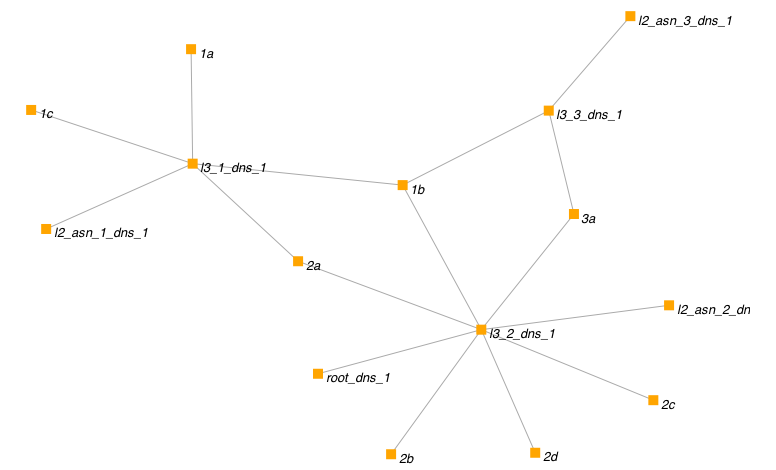 l2_asn_3_dns_1
1a
1c
l3_3_dns_1
l3_1_dns_1
1b
3a
l2_asn_1_dns_1
2a
l2_asn_2_dn
l3_2_dns_1
root_dns_1
2c
2b
2d